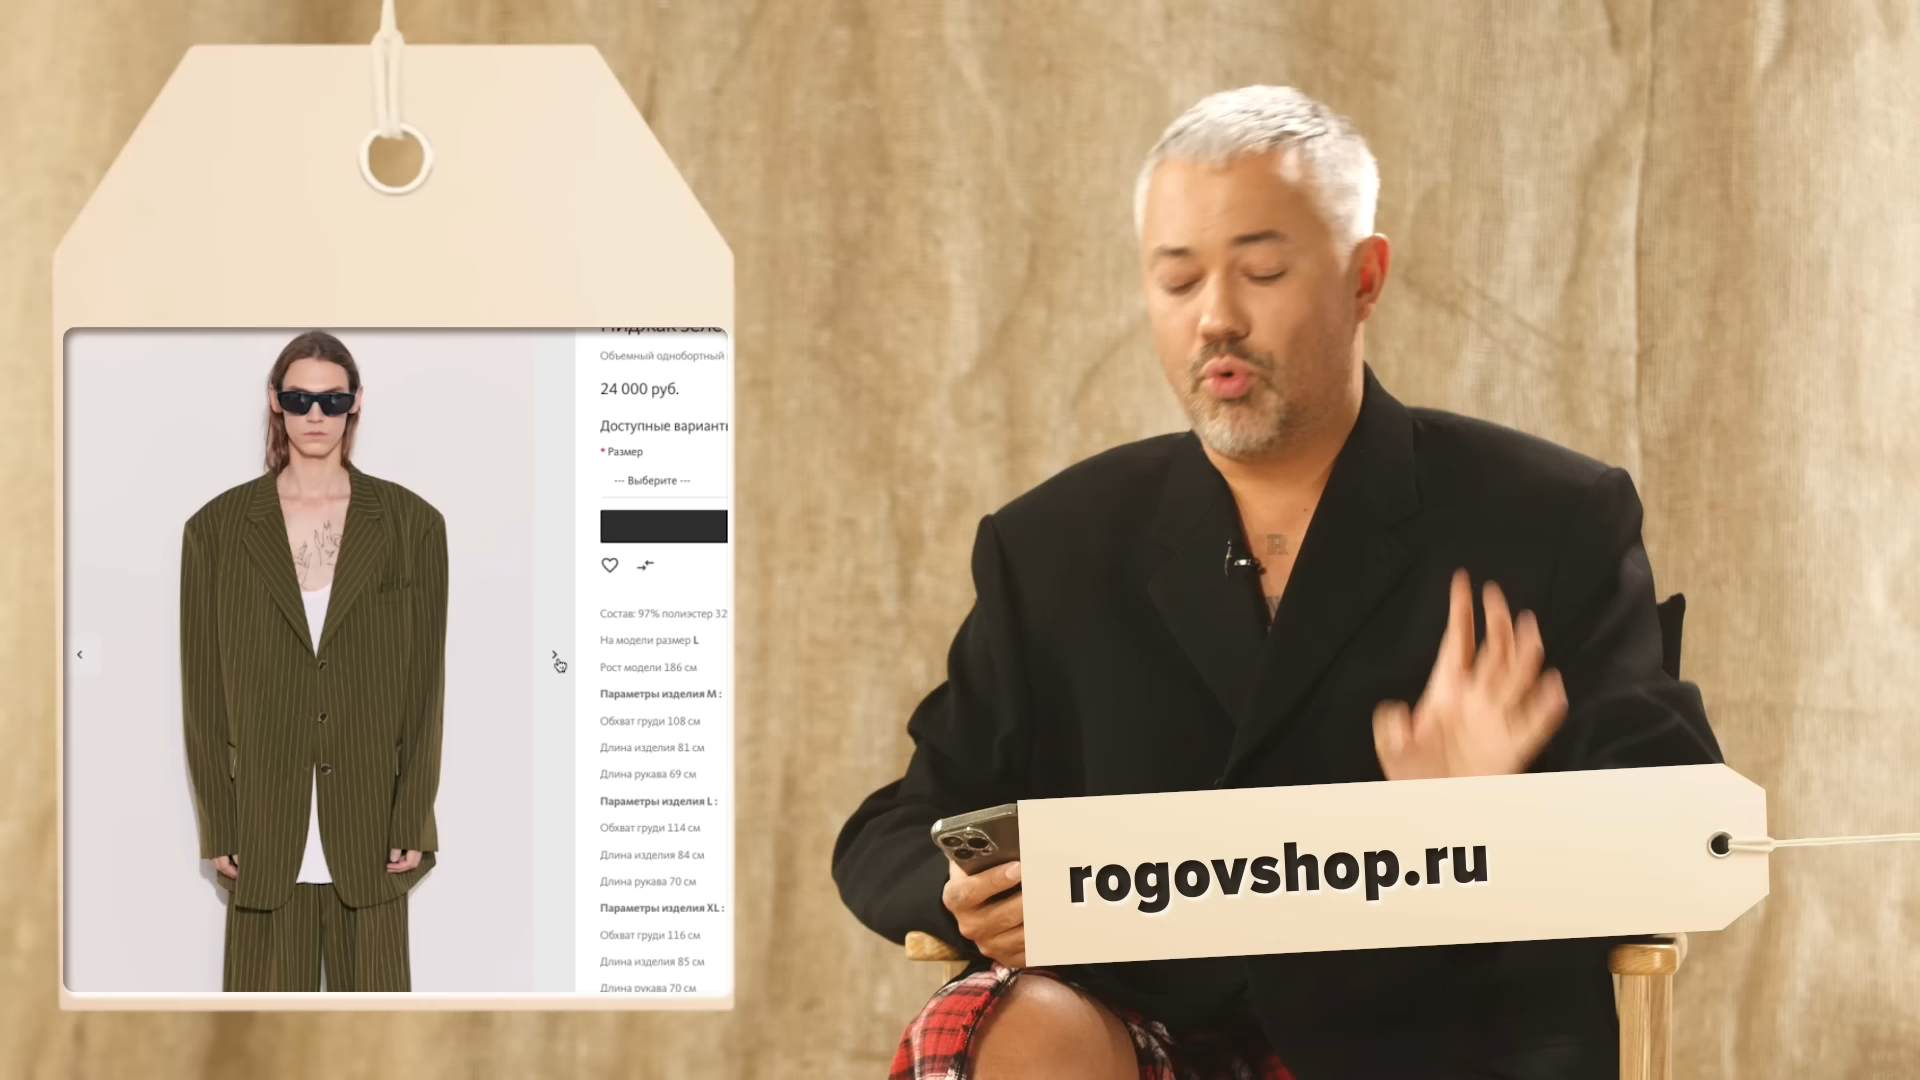 Объемный однобортный
24 000 руб.
Доступные
* Размер
--- Выберите ---
Состав: 97% полиэстер
На модели размер L
Рост модели 186 см
Параметры изделия M :
Обхват груди 108 см
Длина изделия 81 см
Длина рукава 69 см
Параметры изделия L :
Обхват груди 114 см
Длина изделия 84 см
Длина рукава 70 см
Параметры изделия XL :
Обхват груди 116 см
Длина изделия 85 см
Длина рукава 70 см
R
rogovshop.ru